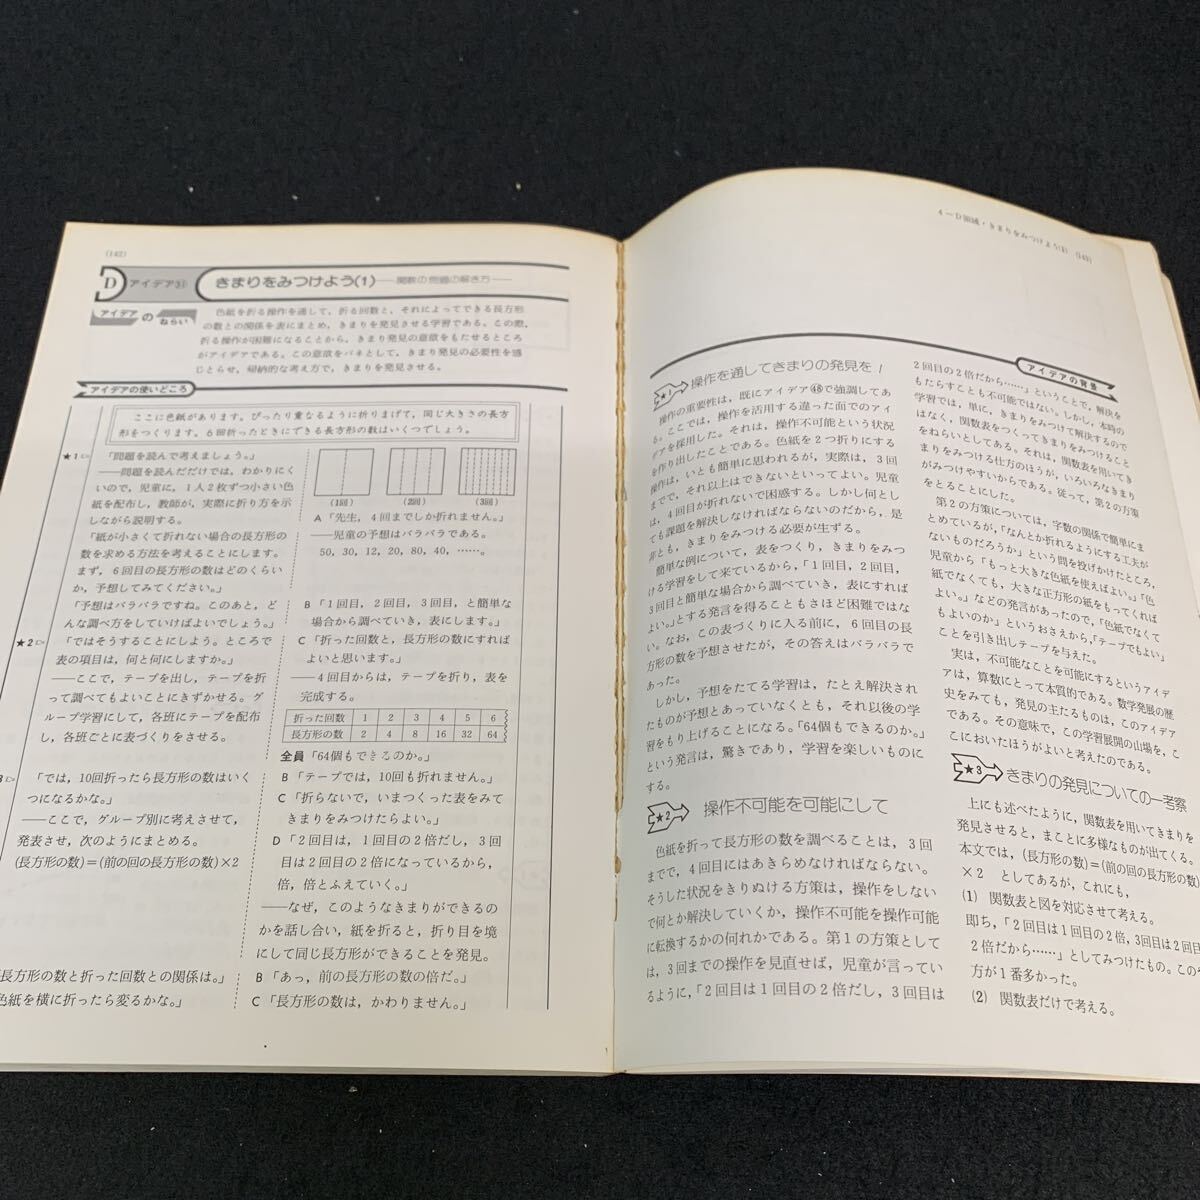 (142)
D アイデア㉛ きまりをみつけよう(1)——関数の問題の解き方——
アイデアのねらい
色紙を折る操作を通して，折る回数と，それによってできる長方形
の数との関係を表にまとめ，きまりを発見させる学習である。この際，
折る操作が困難になることから，きまり発見の意欲をもたせるところ
がアイデアである。この意欲をバネとして，きまり発見の必要性を感
じとらせ，帰納的な考え方で，きまりを発見させる。
アイデアの使いどころ
ここに色紙があります。ぴったり重なるように折りまげて，同じ大きさの長方
形をつくります。6回折ったときにできる長方形の数はいくつでしょう。
★1
「問題を読んで考えましょう。」
——問題を読んだだけでは，わかりにく
いので，児童に，1人2枚ずつ小さい色
紙を配布し，教師が，実際に折り方を示
しながら説明する。
「紙が小さくて折れない場合の長方形の
数を求める方法を考えることにします。
まず，6回目の長方形の数はどのくらい
か，予想してみてください。」
「予想はバラバラですね。このあと，ど
んな調べ方をしていけばよいでしょう。」
★2
「ではそうすることにしよう。ところで
表の項目は，何と何にしますか。」
——ここで，テープを出し，テープを折
って調べてもよいことにきずかせる。グ
ループ学習にして，各班にテープを配布
し，各班ごとに表づくりをさせる。
3
「では，10回折ったら長方形の数はいく
つになるかな。」
——ここで，グループ別に考えさせて，
発表させ，次のようにまとめる。
(長方形の数)＝(前の回の長方形の数)×2
長方形の数と折った回数との関係は。」
色紙を横に折ったら変るかな。」
(1回) (2回) (3回)
A「先生，4回までしか折れません。」
——児童の予想はバラバラである。
50, 30, 12, 20, 80, 40, ……。
B「1回目，2回目，3回目，と簡単な
場合から調べていき，表にします。」
C「折った回数と，長方形の数にすれば
よいと思います。」
——4回目からは，テープを折り，表を
完成する。
折った回数 1 2 3 4 5 6
長方形の数 2 4 8 16 32 64
全員「64個もできるのか。」
B「テープでは，10回も折れません。」
C「折らないで，いまつくった表をみて
きまりをみつけたらよい。」
D「2回目は，1回目の2倍だし，3回
目は2回目の2倍になっているから，
倍，倍とふえていく。」
——なぜ，このようなきまりができるの
かを話し合い，紙を折ると，折り目を境
にして同じ長方形ができることを発見。
B「あっ，前の長方形の数の倍だ。」
C「長方形の数は，かわりません。」
4—D領域・きまりをみつけよう(1) (143)
アイデアの背景
★1 操作を通してきまりの発見を！
操作の重要性は，既にアイデア㊽で強調してあ
る。ここでは，操作を活用する違った面でのアイ
デアを採用した。それは，操作不可能という状況
を作り出したことである。色紙を2つ折りにする
操作は，いとも簡単に思われるが，実際は，3回
までで，それ以上はできないといってよい。児童
は，4回目が折れないで困惑する。しかし何とし
ても課題を解決しなければならないのだから，是
非とも，きまりをみつける必要が生ずる。
簡単な例について，表をつくり，きまりをみつ
ける学習をして来ているから，「1回目，2回目，
3回目と簡単な場合から調べていき，表にすれば
よい。」とする発言を得ることもさほど困難ではな
い。なお，この表づくりに入る前に，6回目の長
方形の数を予想させたが，その答えはバラバラで
あった。
しかし，予想をたてる学習は，たとえ解決され
たものが予想とあっていなくとも，それ以後の学
習をもり上げることになる。「64個もできるのか。」
という発言は，驚きであり，学習を楽しいものに
する。
★2 操作不可能を可能にして
色紙を折って長方形の数を調べることは，3回
までで，4回目にはあきらめなければならない。
そうした状況をきりぬける方策は，操作をしない
で何とか解決していくか，操作不可能を操作可能
に転換するかの何れかである。第1の方策として
は，3回までの操作を見直せば，児童が言ってい
るように，「2回目は1回目の2倍だし，3回目は
2回目の2倍だから……」ということで，解決を
もたらすことも不可能ではない。しかし，本時の
学習では，単に，きまりをみつけて解決するので
はなく，関数表をつくってきまりをみつけること
をねらいとしてある。それは，関数表を用いてき
まりをみつける仕方のほうが，いろいろなきまり
がみつけやすいからである。従って，第2の方策
をとることにした。
第2の方策については，字数の関係で簡単にま
とめているが，「なんとか折れるようにする工夫が
ないものだろうか」という問を投げかけたところ，
児童から「もっと大きな色紙を使えばよい。」「色
紙でなくても，大きな正方形の紙をもってくれば
よい。」などの発言があったので，「色紙でなくて
もよいのか」というおさえから，「テープでもよい」
ことを引き出しテープを与えた。
実は，不可能なことを可能にするというアイデ
アは，算数にとって本質的である。数学発展の歴
史をみても，発見の主たるものは，このアイデア
である。その意味で，この学習展開の山場を，こ
こにおいたほうがよいと考えたのである。
★3 きまりの発見についての一考察
上にも述べたように，関数表を用いてきまりを
発見させると，まことに多様なものが出てくる。
本文では，(長方形の数)＝(前の回の長方形の数)
×2 としてあるが，これにも，
(1) 関数表と図を対応させて考える。
即ち，「2回目は1回目の2倍，3回目は2回目
2倍だから……」としてみつけたもの。この
方が1番多かった。
(2) 関数表だけで考える。